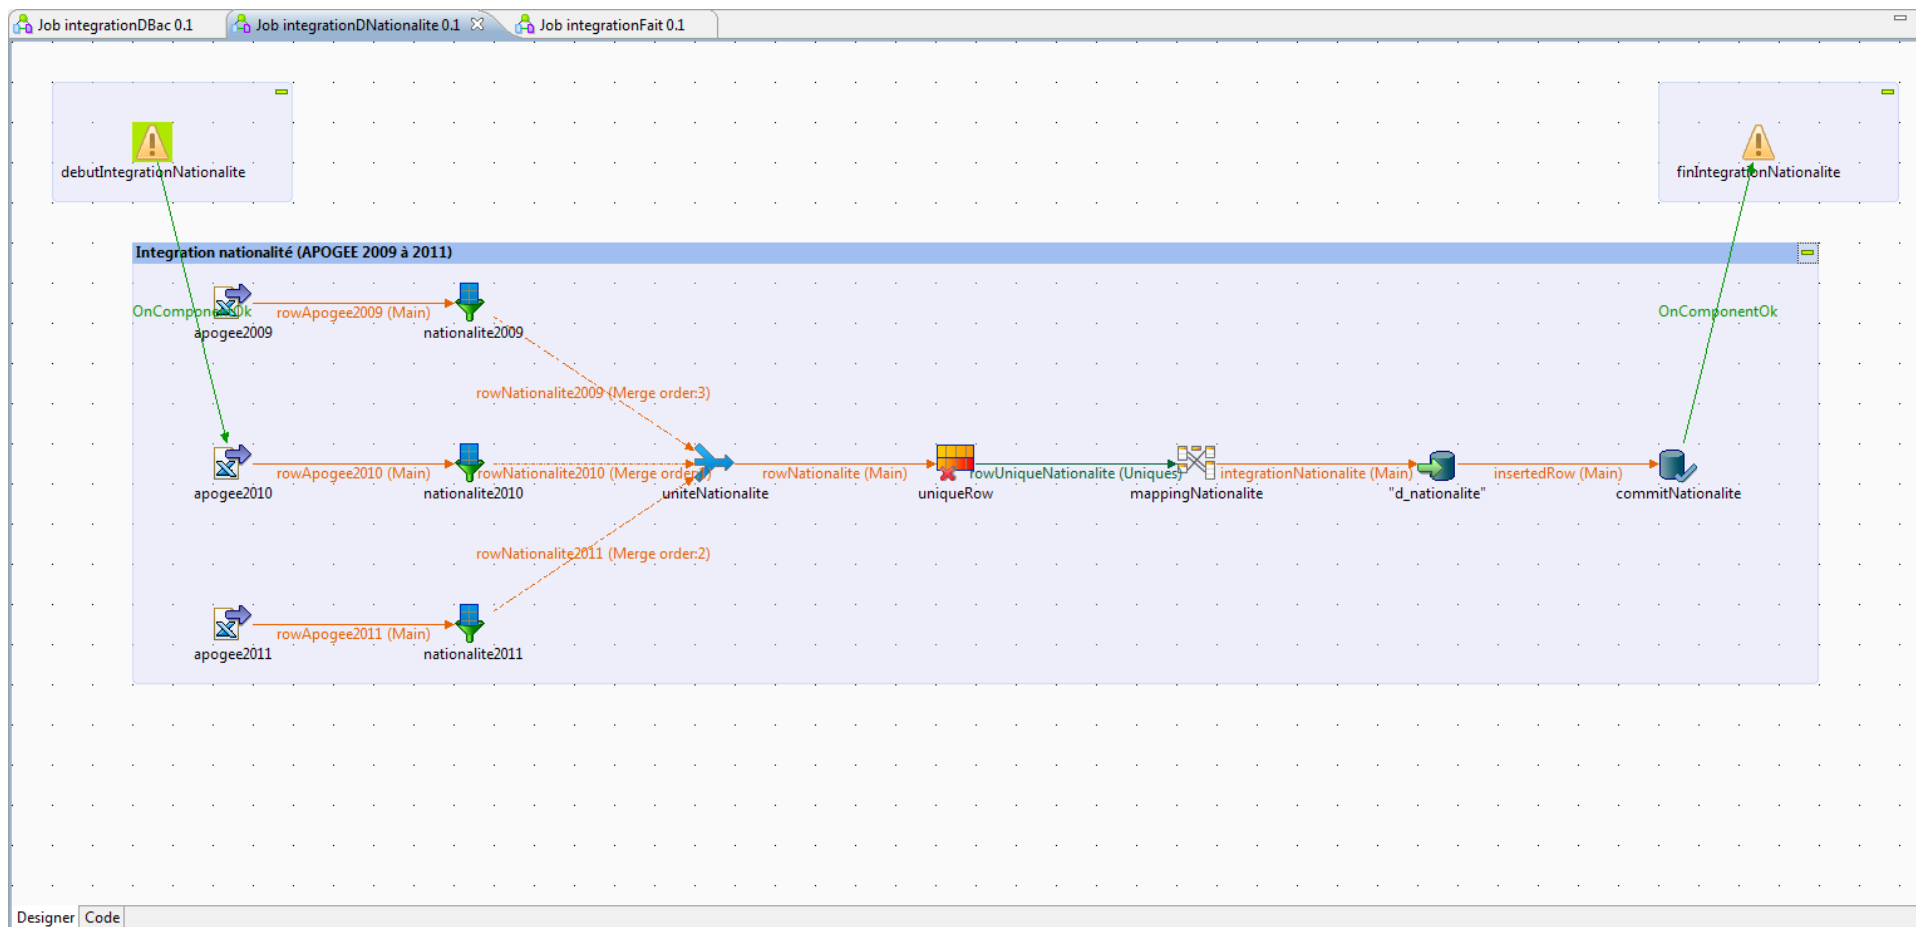 Job integrationDBac 0.1
Job integrationDNationalite 0.1
Job integrationFait 0.1
debutIntegrationNationalite
finIntegrationNationalite
Integration nationalité (APOGEE 2009 à 2011)
OnComponentOk
rowApogee2009 (Main)
OnComponentOk
apogee2009
nationalite2009
rowNationalite2009 (Merge order:3)
rowApogee2010 (Main)
rowNationalite2010 (Merge order:
rowNationalite (Main)
rowUniqueNationalite (Uniques)
integrationNationalite (Main)
insertedRow (Main)
apogee2010
nationalite2010
uniteNationalite
uniqueRow
mappingNationalite
"d_nationalite"
commitNationalite
rowNationalite2011 (Merge order:2)
rowApogee2011 (Main)
apogee2011
nationalite2011
Designer
Code